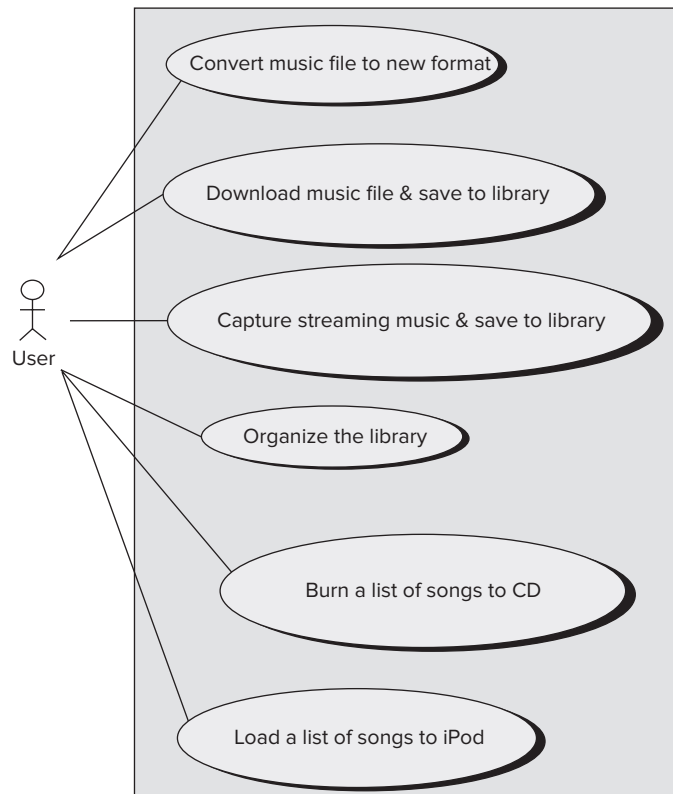 Convert music file to new format
Download music file & save to library
Capture streaming music & save to library
User
Organize the library
Burn a list of songs to CD
Load a list of songs to iPod